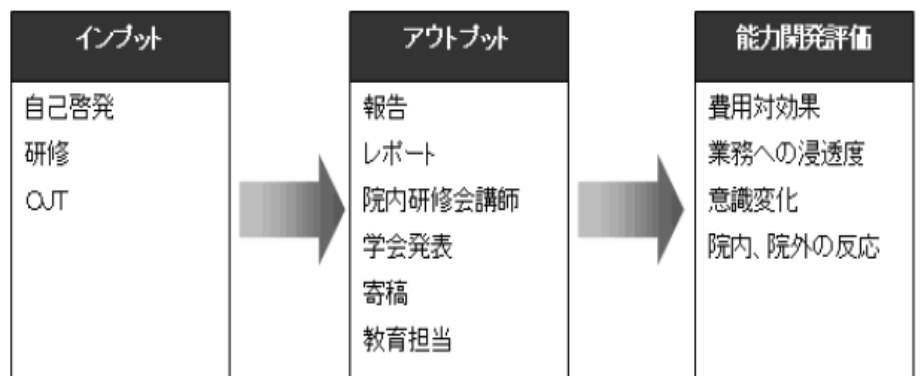 インプット
自己啓発
研修
OJT
アウトプット
報告
レポート
院内研修会講師
学会発表
寄稿
教育担当
能力開発評価
費用対効果
業務への浸透度
意識変化
院内、院外の反応